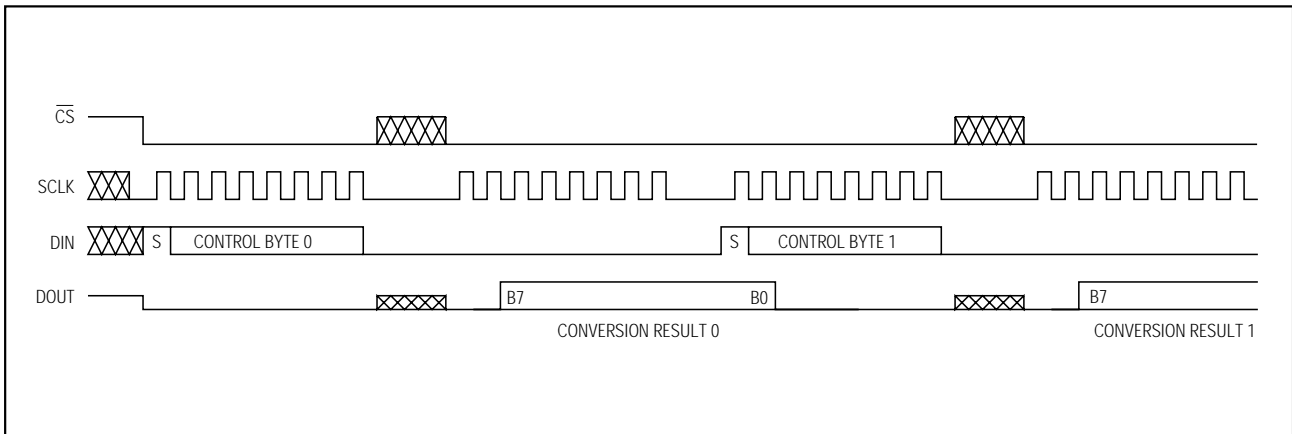 CS
SCLK
DIN S CONTROL BYTE 0 S CONTROL BYTE 1
DOUT B7 B0 B7
CONVERSION RESULT 0 CONVERSION RESULT 1